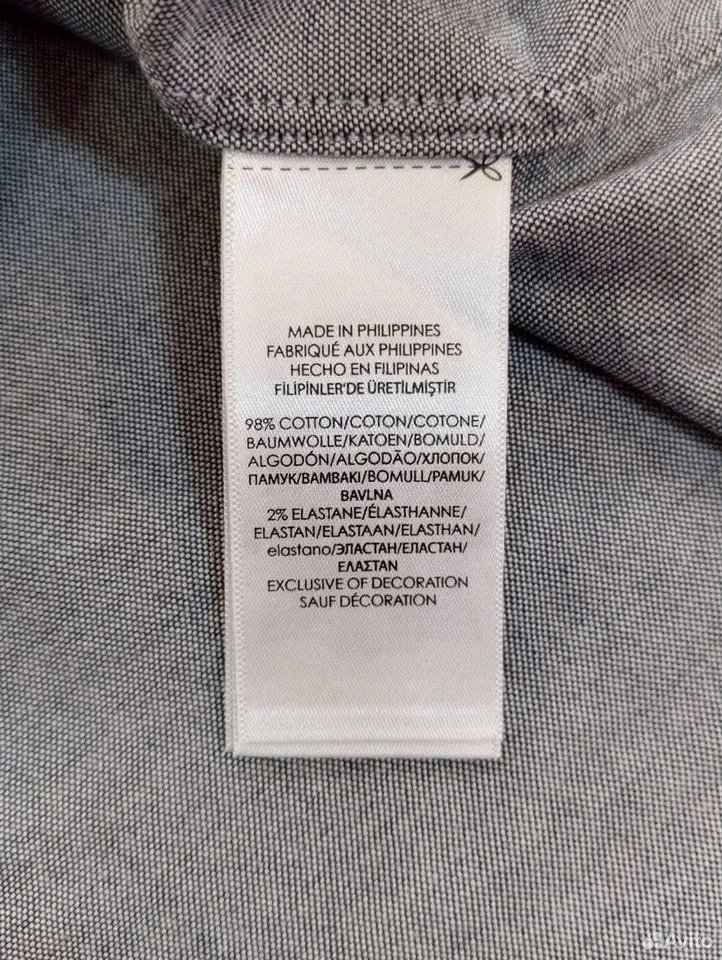 MADE IN PHILIPPINES
FABRIQUÉ AUX PHILIPPINES
HECHO EN FILIPINAS
FİLİPİNLER'DE ÜRETİLMİŞTİR
98% COTTON/COTON/COTONE/
BAUMWOLLE/KATOEN/BOMULD/
ALGODÓN/ALGODÃO/ХЛОПОК/
ПАМУК/ΒΑΜΒΑΚΙ/BOMULL/PAMUK/
BAVLNA
2% ELASTANE/ÉLASTHANNE/
ELASTAN/ELASTAAN/ELASTHAN/
elastano/ЭЛАСТАН/ЕЛАСТАН/
ΕΛΑΣΤΑΝ
EXCLUSIVE OF DECORATION
SAUF DÉCORATION
Avito